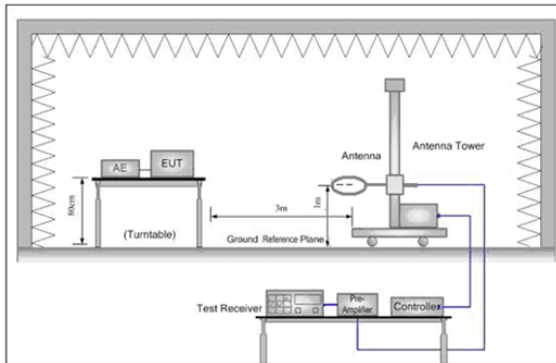 Antenna Tower
Antenna
EUT
AE
80cm
(Turntable)
3m
1m
Ground Reference Plane
Test Receiver
Pre-
Amplifier
Controller